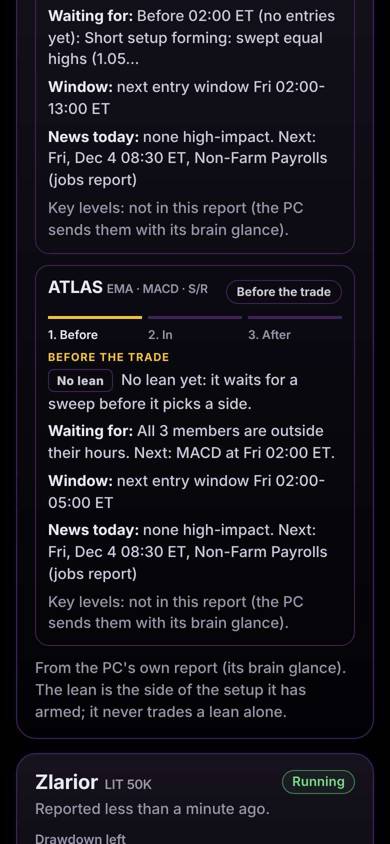 Waiting for: Before 02:00 ET (no entries
yet): Short setup forming: swept equal
highs (1.05...
Window: next entry window Fri 02:00-
13:00 ET
News today: none high-impact. Next:
Fri, Dec 4 08:30 ET, Non-Farm Payrolls
(jobs report)
Key levels: not in this report (the PC
sends them with its brain glance).
ATLAS EMA · MACD · S/R Before the trade
1. Before 2. In 3. After
BEFORE THE TRADE
No lean No lean yet: it waits for a
sweep before it picks a side.
Waiting for: All 3 members are outside
their hours. Next: MACD at Fri 02:00 ET.
Window: next entry window Fri 02:00-
05:00 ET
News today: none high-impact. Next:
Fri, Dec 4 08:30 ET, Non-Farm Payrolls
(jobs report)
Key levels: not in this report (the PC
sends them with its brain glance).
From the PC's own report (its brain glance).
The lean is the side of the setup it has
armed; it never trades a lean alone.
Zlarior LIT 50K Running
Reported less than a minute ago.
Drawdown left